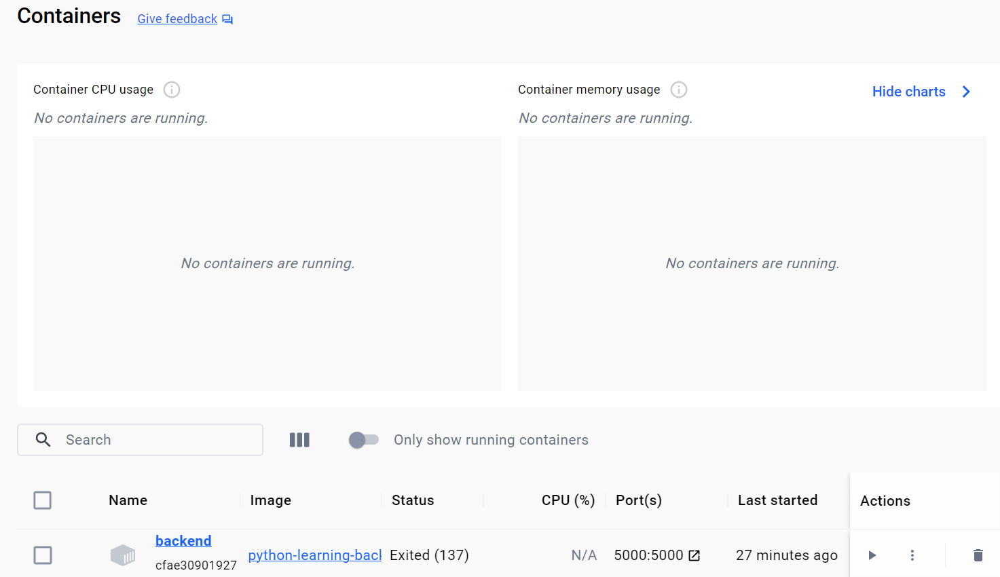 Containers Give feedback
Container CPU usage
No containers are running.
No containers are running.
Container memory usage
No containers are running.
No containers are running.
Hide charts
Search
Only show running containers
Name Image Status CPU (%) Port(s) Last started Actions
backend
cfae30901927
python-learning-back Exited (137) N/A 5000:5000 27 minutes ago